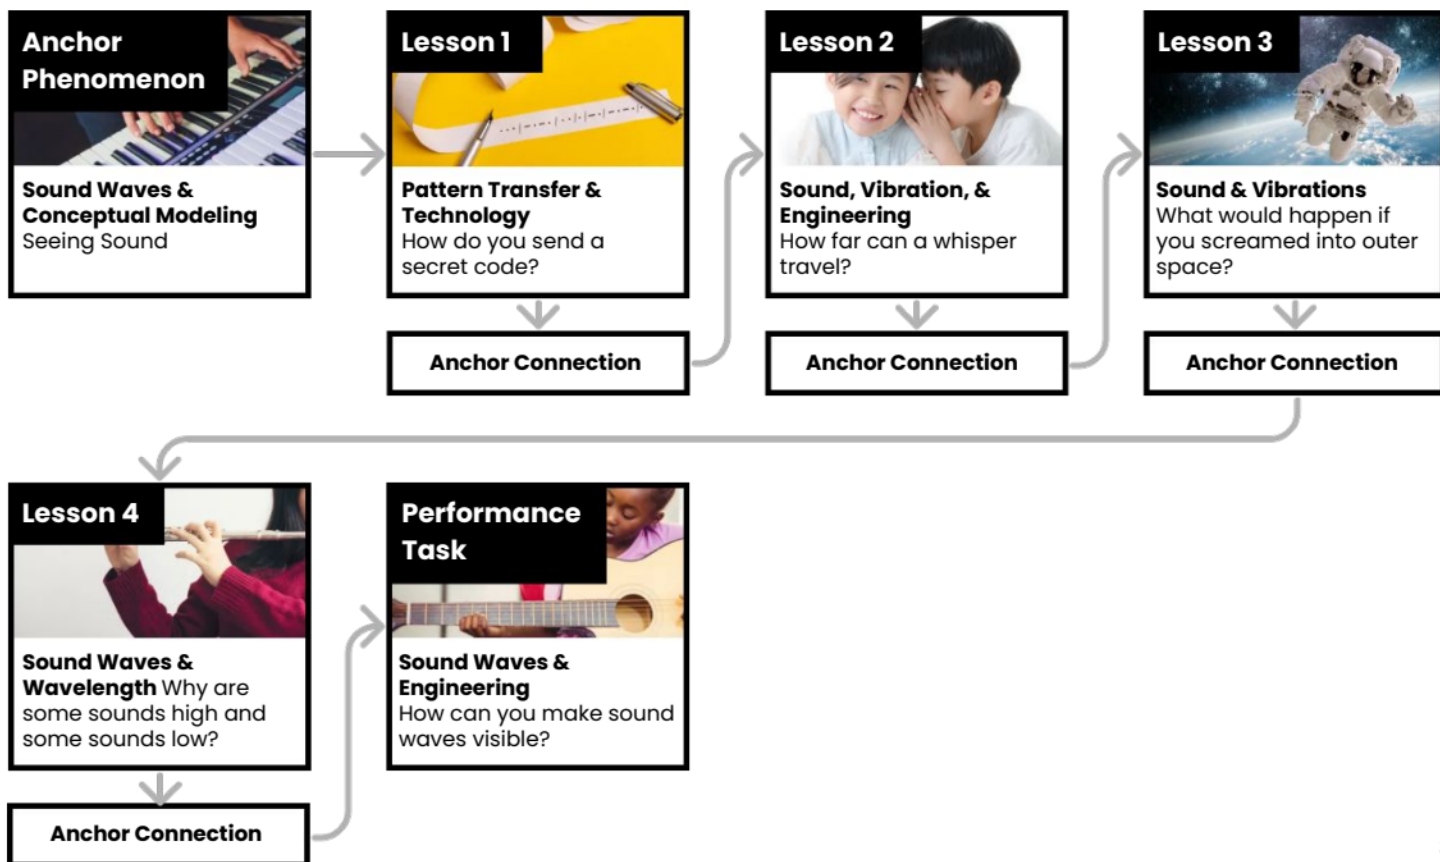 Anchor
Phenomenon
Sound Waves &
Conceptual Modeling
Seeing Sound
Lesson 1
Pattern Transfer &
Technology
How do you send a
secret code?
Anchor Connection
Lesson 2
Sound, Vibration, &
Engineering
How far can a whisper
travel?
Anchor Connection
Lesson 3
Sound & Vibrations
What would happen if
you screamed into outer
space?
Anchor Connection
Lesson 4
Sound Waves &
Wavelength Why are
some sounds high and
some sounds low?
Anchor Connection
Performance
Task
Sound Waves &
Engineering
How can you make sound
waves visible?